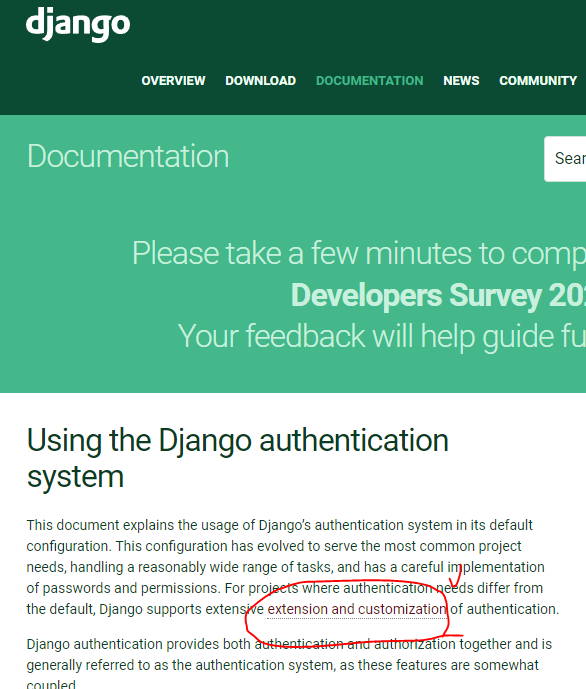 django
OVERVIEW DOWNLOAD DOCUMENTATION NEWS COMMUNITY
Documentation
Sear
Please take a few minutes to comp
Developers Survey 20
Your feedback will help guide fu
Using the Django authentication
system
This document explains the usage of Django's authentication system in its default
configuration. This configuration has evolved to serve the most common project
needs, handling a reasonably wide range of tasks, and has a careful implementation
of passwords and permissions. For projects where authentication needs differ from
the default, Django supports extensive extension and customization of authentication.
Django authentication provides both authentication and authorization together and is
generally referred to as the authentication system, as these features are somewhat
coupled.